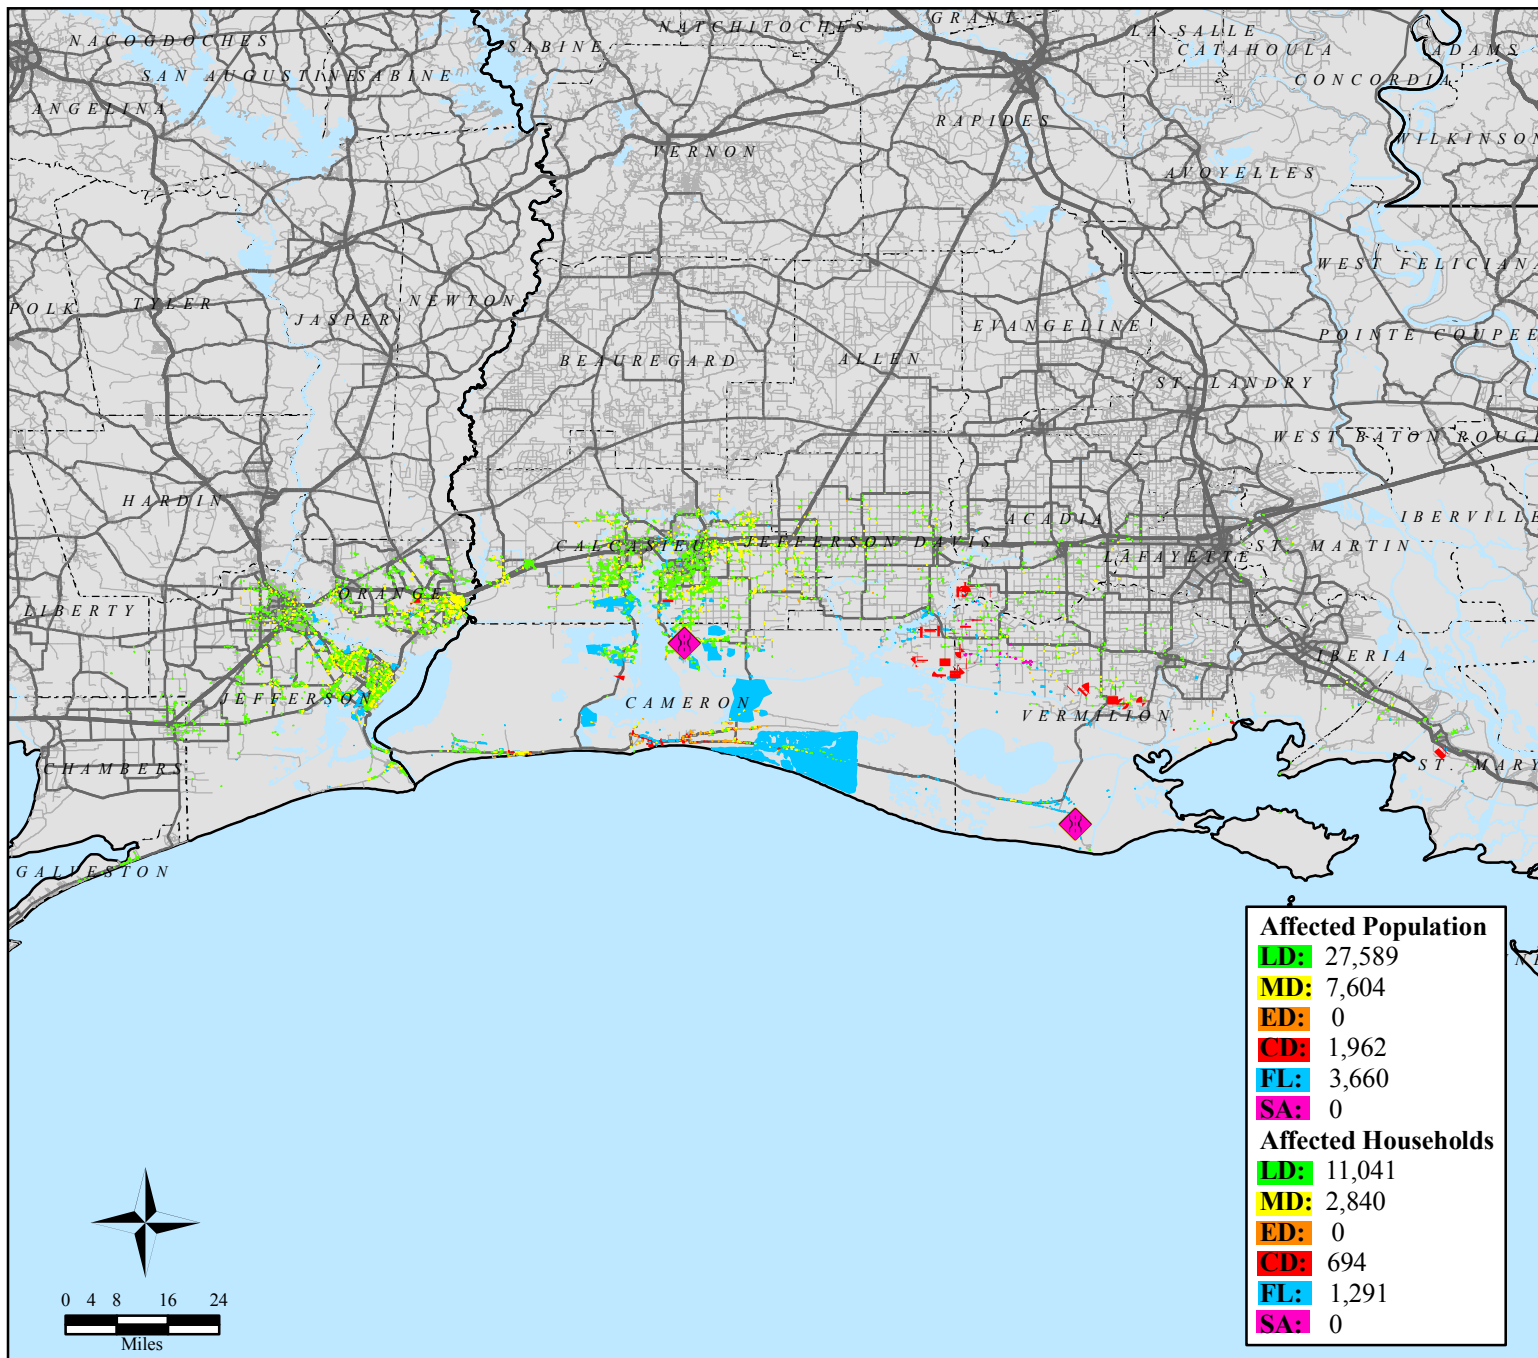 NACOGDOCHES
SABINE
NATCHITOCHES
GRANT
LA SALLE
CATAHOULA
ADAMS
SAN AUGUSTINE
SABINE
CONCORDIA
ANGELINA
RAPIDES
WILKINSON
VERNON
AVOYELLES
WEST FELICIANA
POLK
TYLER
NEWTON
JASPER
EVANGELINE
POINTE COUPEE
BEAUREGARD
ALLEN
ST. LANDRY
WEST BATON ROUGE
HARDIN
ACADIA
IBERVILLE
CALCASIEU
JEFFERSON DAVIS
LAFAYETTE
ST. MARTIN
ORANGE
LIBERTY
IBERIA
JEFFERSON
CAMERON
VERMILION
CHAMBERS
ST. MARY
GALVESTON
Affected Population
LD: 27,589
MD: 7,604
ED: 0
CD: 1,962
FL: 3,660
SA: 0
Affected Households
LD: 11,041
MD: 2,840
ED: 0
CD: 694
FL: 1,291
SA: 0
0 4 8 16 24
Miles